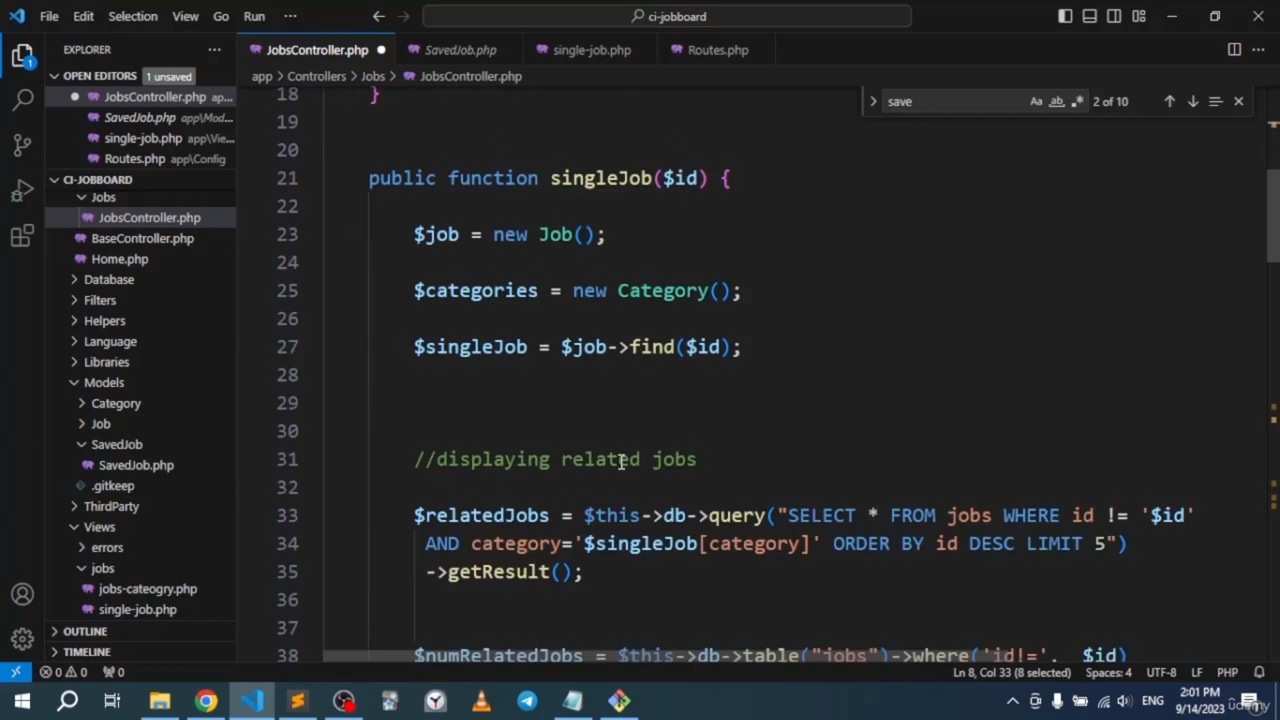 File Edit Selection View Go Run ··· ci-jobboard
EXPLORER ···
JobsController.php SavedJob.php single-job.php Routes.php
OPEN EDITORS 1 unsaved
app > Controllers > Jobs > JobsController.php
JobsController.php ap...
SavedJob.php app\Mod...
single-job.php app\Vie...
Routes.php app\Config
save Aa ab 2 of 10
CI-JOBBOARD
Jobs
JobsController.php
BaseController.php
Home.php
Database
Filters
Helpers
Language
Libraries
Models
Category
Job
SavedJob
SavedJob.php
.gitkeep
ThirdParty
Views
errors
jobs
jobs-cateogry.php
single-job.php
OUTLINE
TIMELINE
18 }
19
20
21 public function singleJob($id) {
22
23 $job = new Job();
24
25 $categories = new Category();
26
27 $singleJob = $job->find($id);
28
29
30
31 //displaying related jobs
32
33 $relatedJobs = $this->db->query("SELECT * FROM jobs WHERE id != '$id'
34 AND category='$singleJob[category]' ORDER BY id DESC LIMIT 5")
35 ->getResult();
36
37
38 $numRelatedJobs = $this->db->table("jobs")->where('id!=', $id)
0 0 0 Ln 8, Col 33 (8 selected) Spaces: 4 UTF-8 LF PHP
ENG 2:01 PM
9/14/2023
udemy